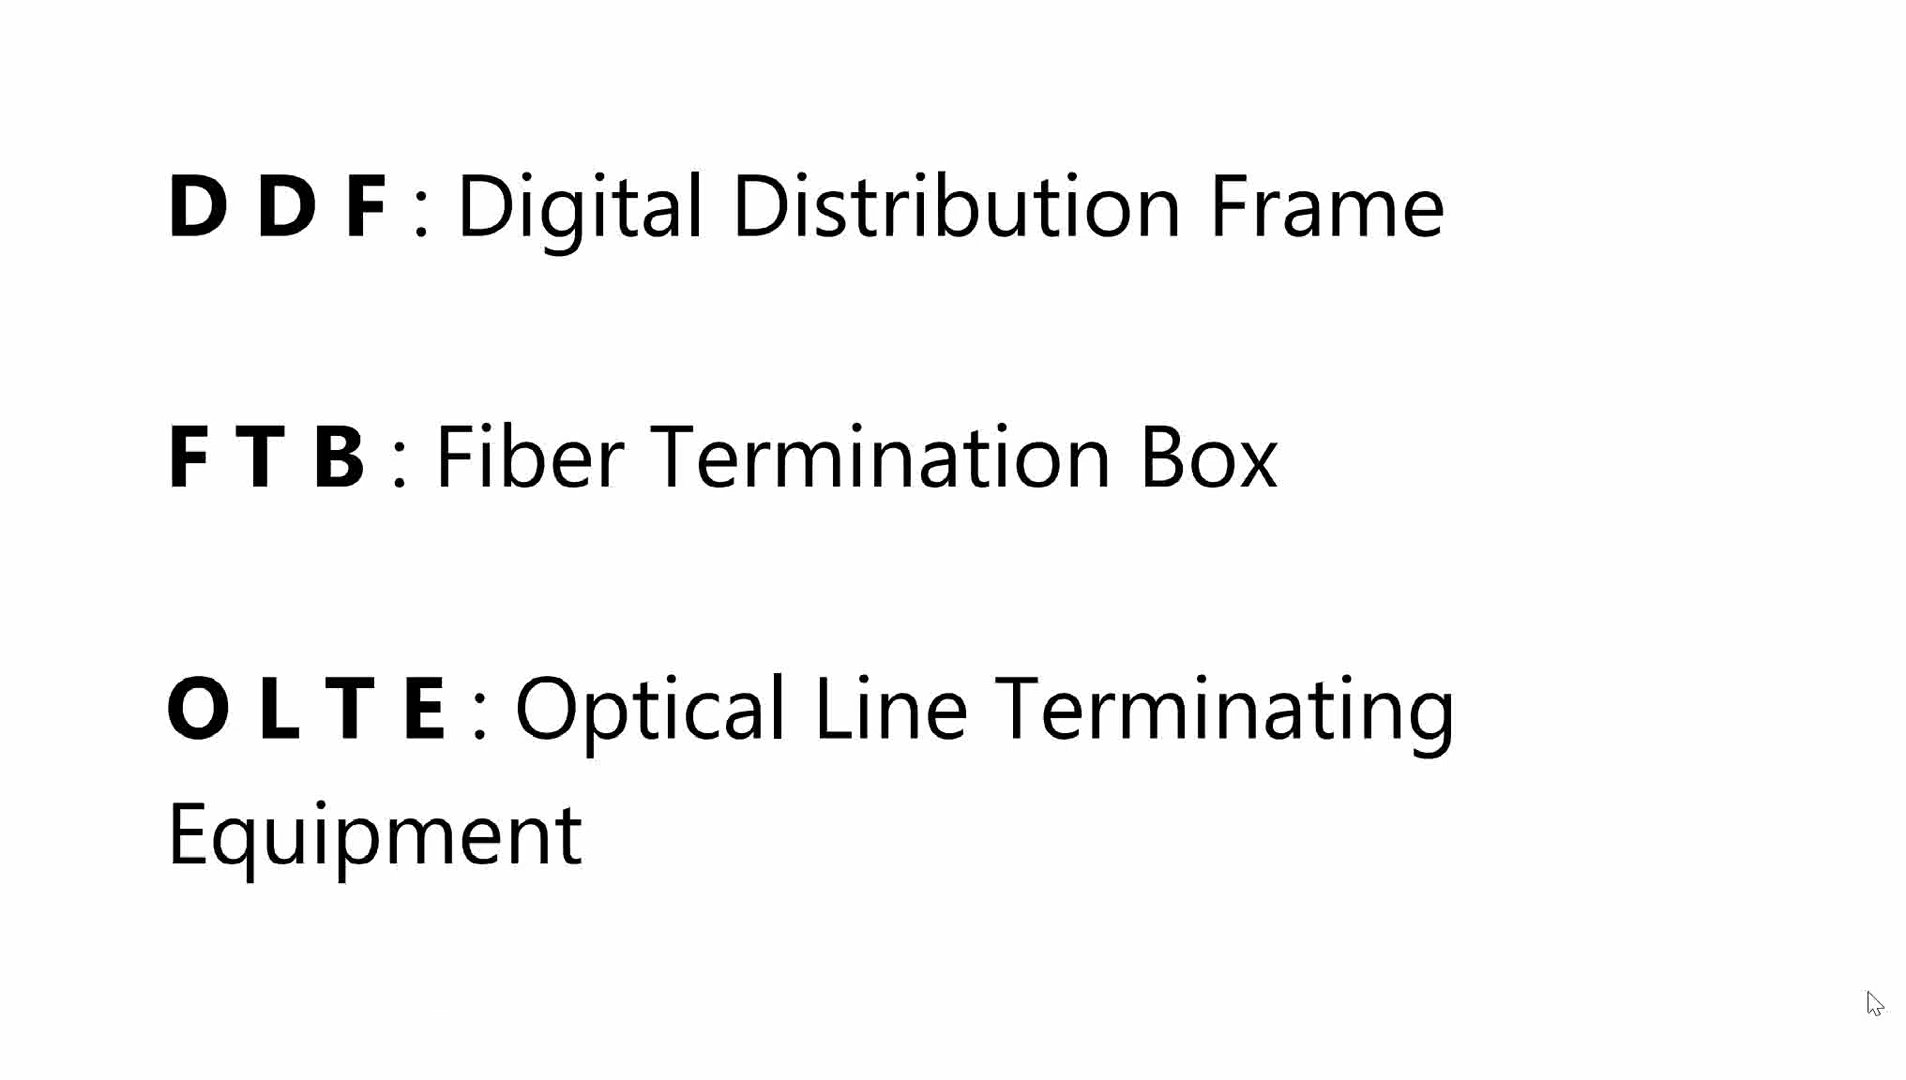 D D F : Digital Distribution Frame
F T B : Fiber Termination Box
O L T E : Optical Line Terminating
Equipment